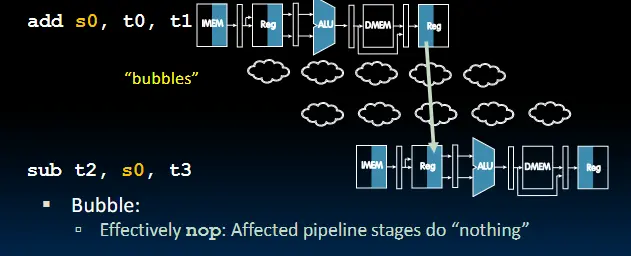 add s0, t0, t1
IMEM Reg ALU DMEM Reg
"bubbles"
IMEM Reg ALU DMEM Reg
sub t2, s0, t3
▪ Bubble:
▫ Effectively nop: Affected pipeline stages do "nothing"